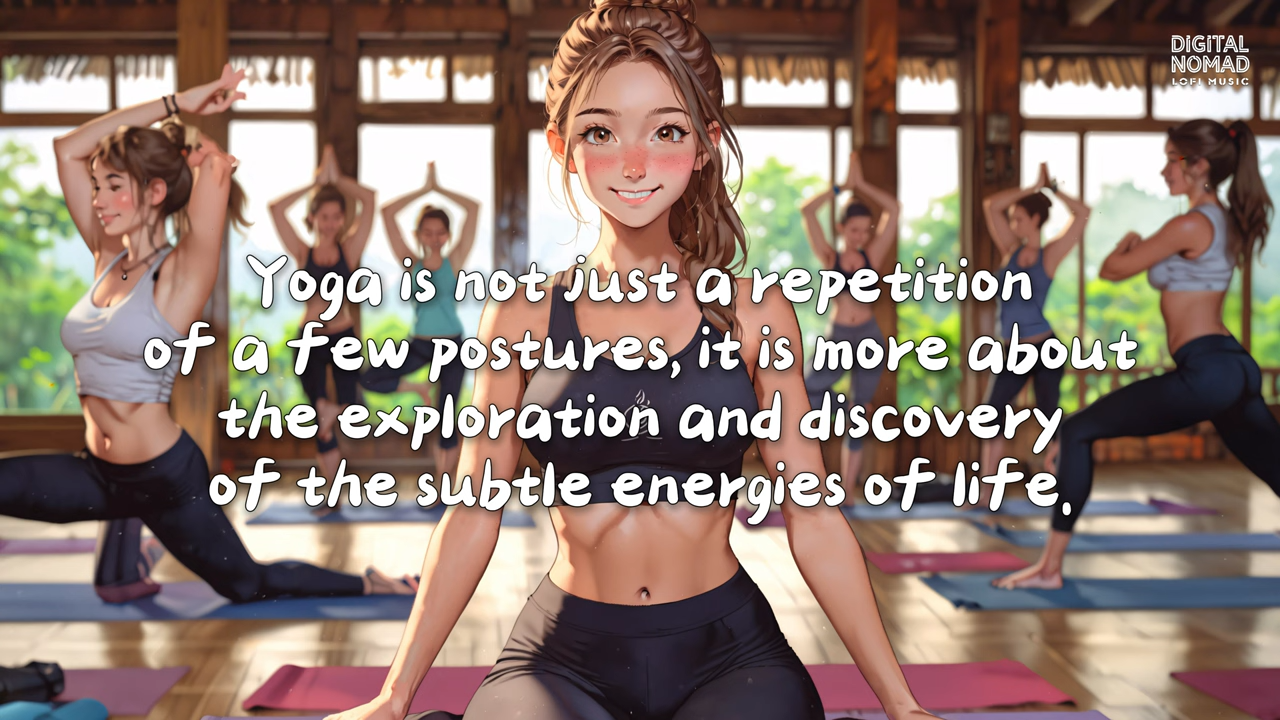 DIGITAL
NOMAD
LOFI MUSIC
Yoga is not just a repetition
of a few postures, it is more about
the exploration and discovery
of the subtle energies of life.